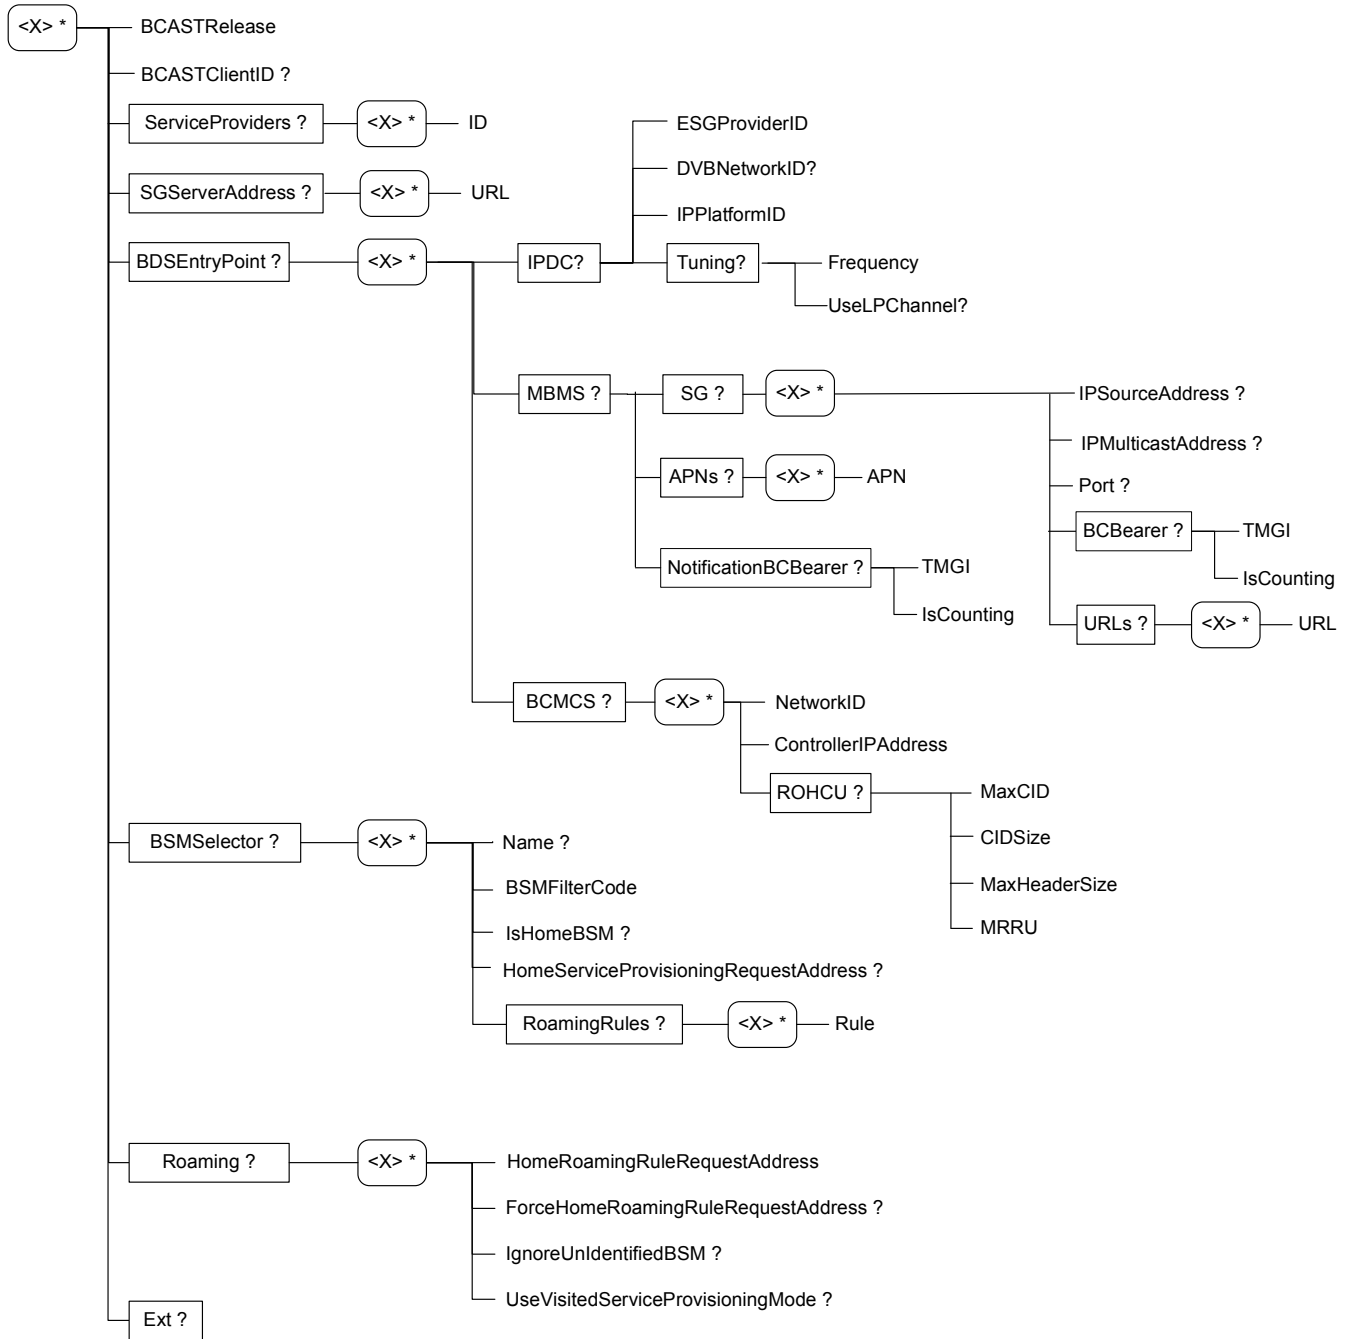 <X> *
BCASTRelease
BCASTClientID ?
ServiceProviders ?
<X> *
ID
SGServerAddress ?
<X> *
URL
BDSEntryPoint ?
<X> *
IPDC?
ESGProviderID
DVBNetworkID?
IPPlatformID
Tuning?
Frequency
UseLPChannel?
MBMS ?
SG ?
<X> *
IPSourceAddress ?
IPMulticastAddress ?
Port ?
BCBearer ?
TMGI
IsCounting
URLs ?
<X> *
URL
APNs ?
<X> *
APN
NotificationBCBearer ?
TMGI
IsCounting
BCMCS ?
<X> *
NetworkID
ControllerIPAddress
ROHCU ?
MaxCID
CIDSize
MaxHeaderSize
MRRU
BSMSelector ?
<X> *
Name ?
BSMFilterCode
IsHomeBSM ?
HomeServiceProvisioningRequestAddress ?
RoamingRules ?
<X> *
Rule
Roaming ?
<X> *
HomeRoamingRuleRequestAddress
ForceHomeRoamingRuleRequestAddress ?
IgnoreUnIdentifiedBSM ?
UseVisitedServiceProvisioningMode ?
Ext ?